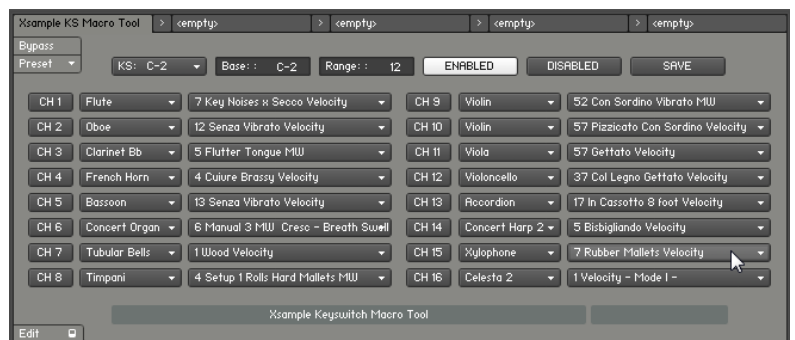 Xsample KS Macro Tool > <empty> > <empty> > <empty> > <empty>
Bypass
Preset KS: C-2 Base: : C-2 Range: : 12 ENABLED DISABLED SAVE
CH 1 Flute 7 Key Noises x Secco Velocity CH 9 Violin 52 Con Sordino Vibrato MW
CH 2 Oboe 12 Senza Vibrato Velocity CH 10 Violin 57 Pizzicato Con Sordino Velocity
CH 3 Clarinet Bb 5 Flutter Tongue MW CH 11 Viola 57 Gettato Velocity
CH 4 French Horn 4 Cuivre Brassy Velocity CH 12 Violoncello 37 Col Legno Gettato Velocity
CH 5 Bassoon 13 Senza Vibrato Velocity CH 13 Accordion 17 In Cassotto 8 foot Velocity
CH 6 Concert Organ 6 Manual 3 MW Cresc - Breath Swell CH 14 Concert Harp 2 5 Bisbigliando Velocity
CH 7 Tubular Bells 1 Wood Velocity CH 15 Xylophone 7 Rubber Mallets Velocity
CH 8 Timpani 4 Setup 1 Rolls Hard Mallets MW CH 16 Celesta 2 1 Velocity - Mode I -
Xsample Keyswitch Macro Tool
Edit